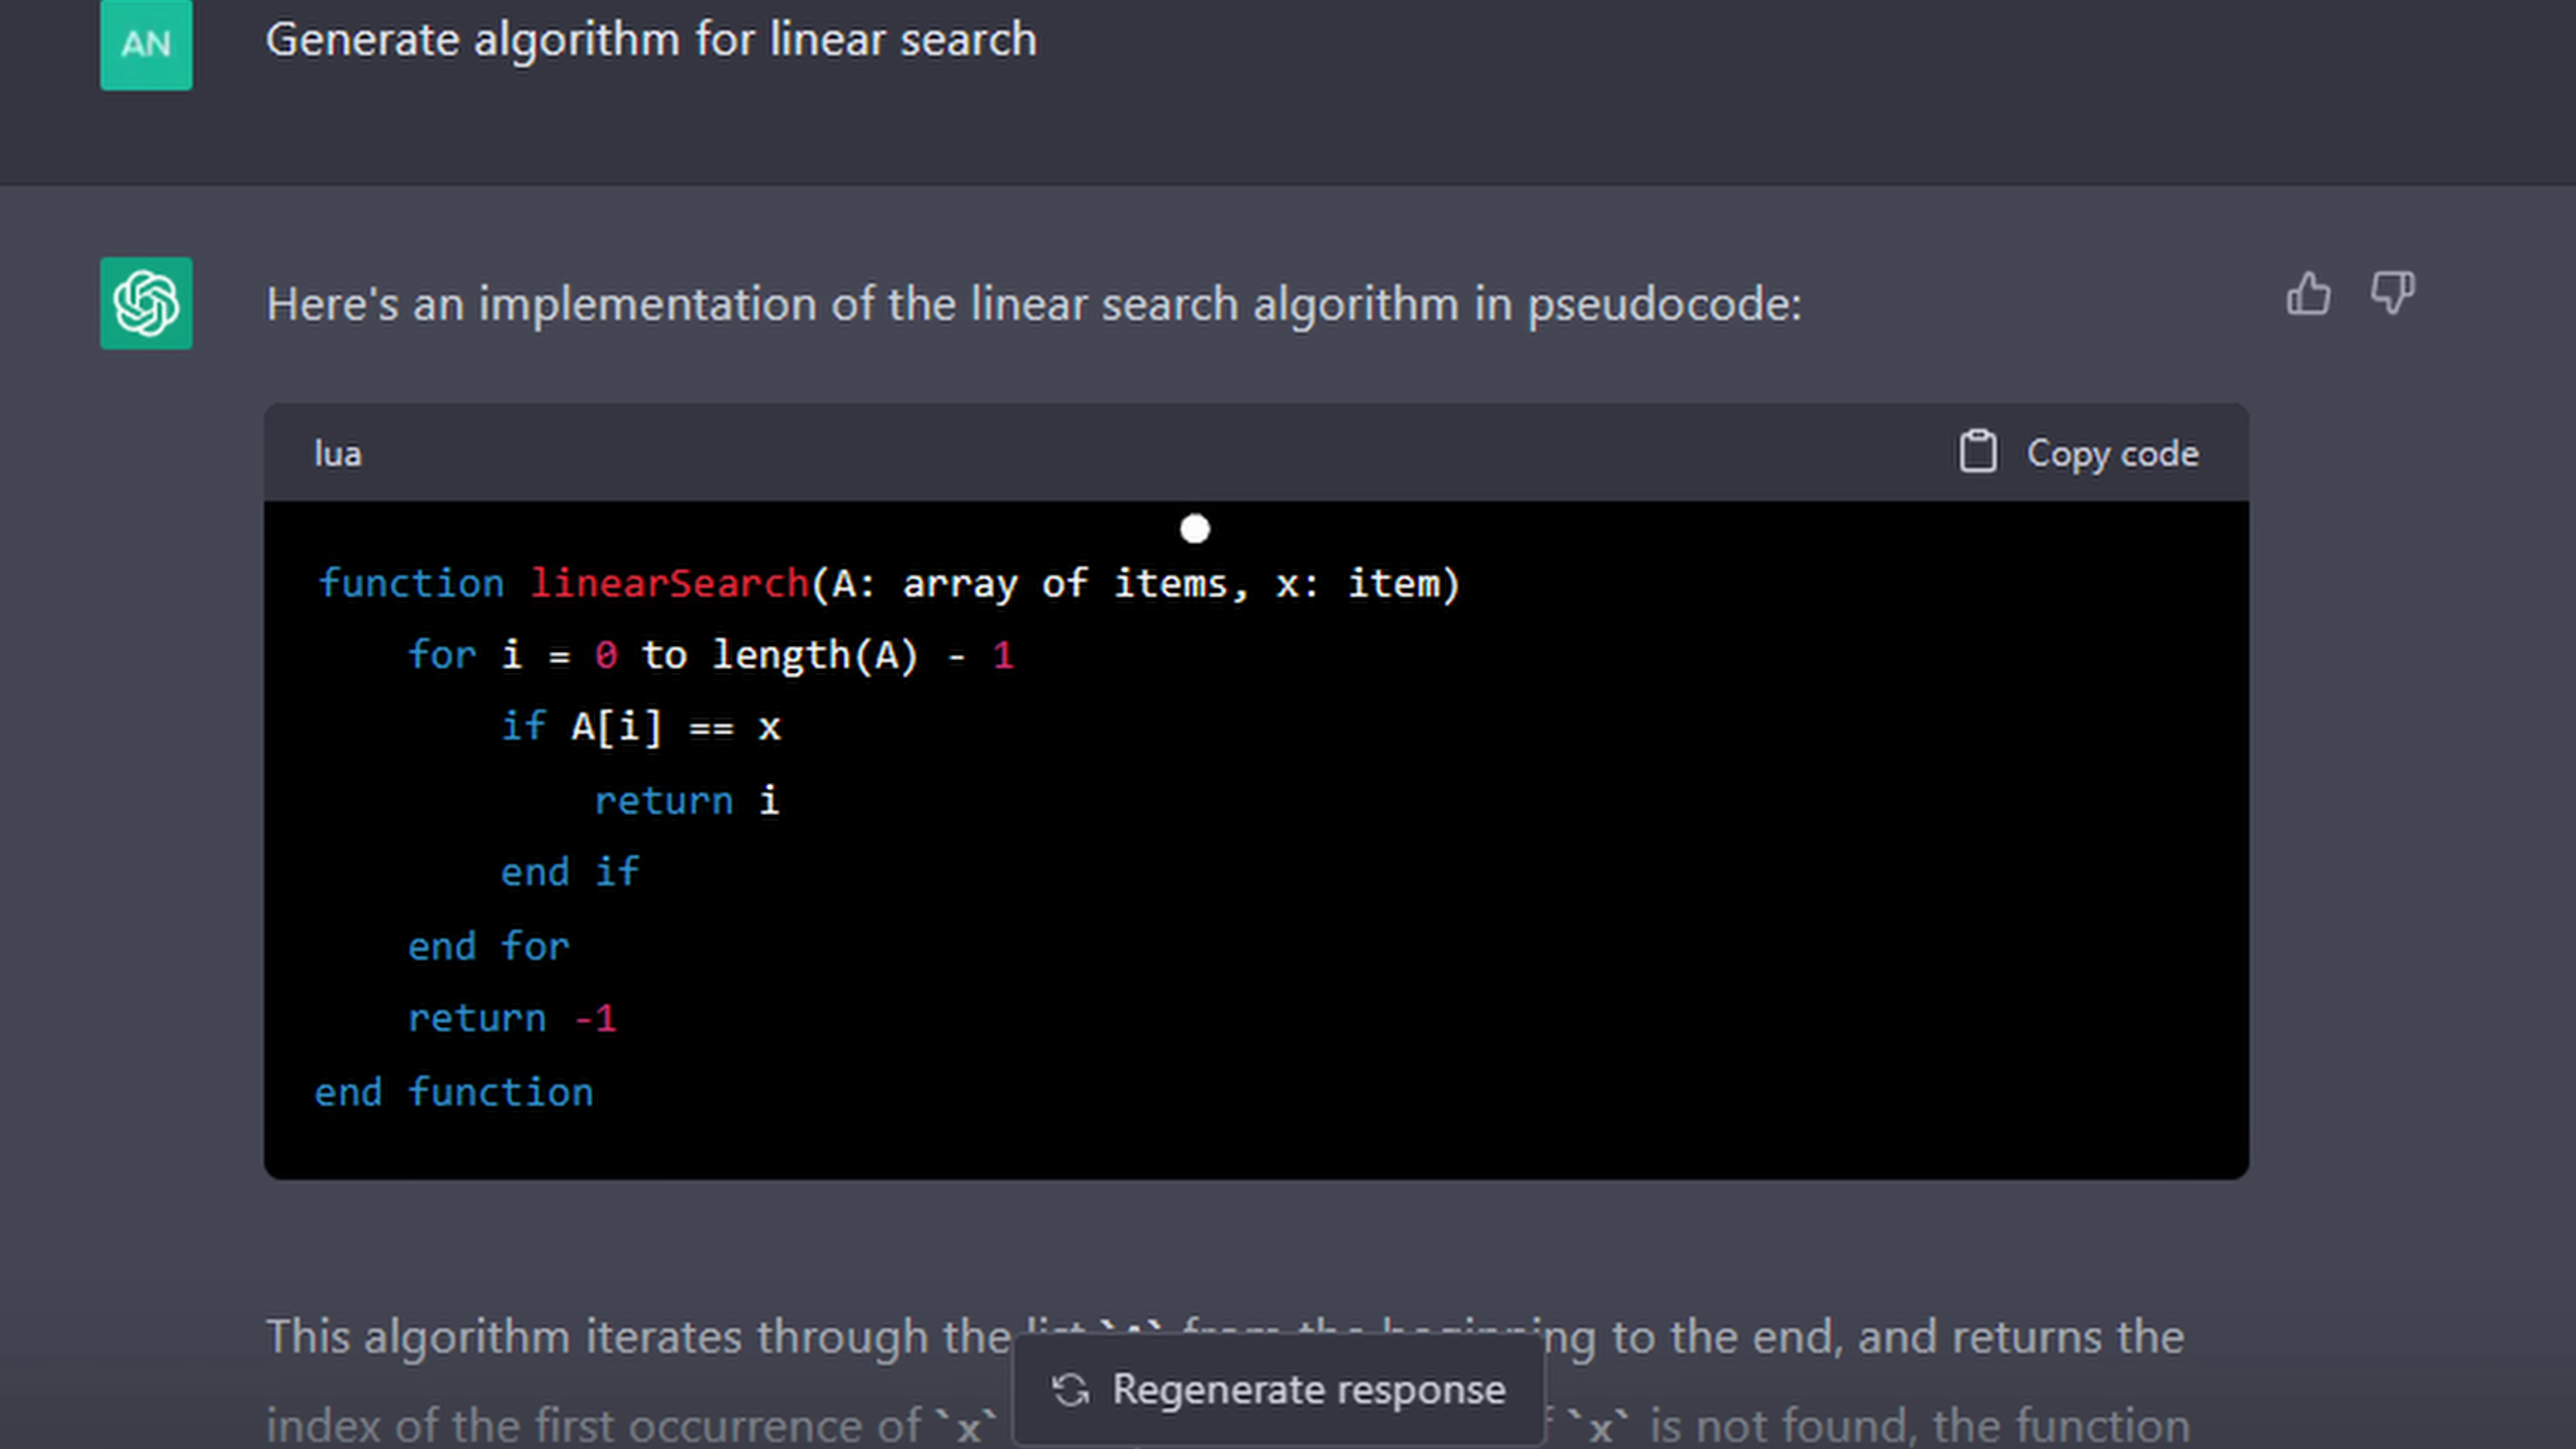 AN
Generate algorithm for linear search
Here's an implementation of the linear search algorithm in pseudocode:
lua
Copy code
function linearSearch(A: array of items, x: item)
    for i = 0 to length(A) - 1
        if A[i] == x
            return i
        end if
    end for
    return -1
end function
This algorithm iterates through the to the end, and returns the
Regenerate response
index of the first occurrence of `x` `x` is not found, the function